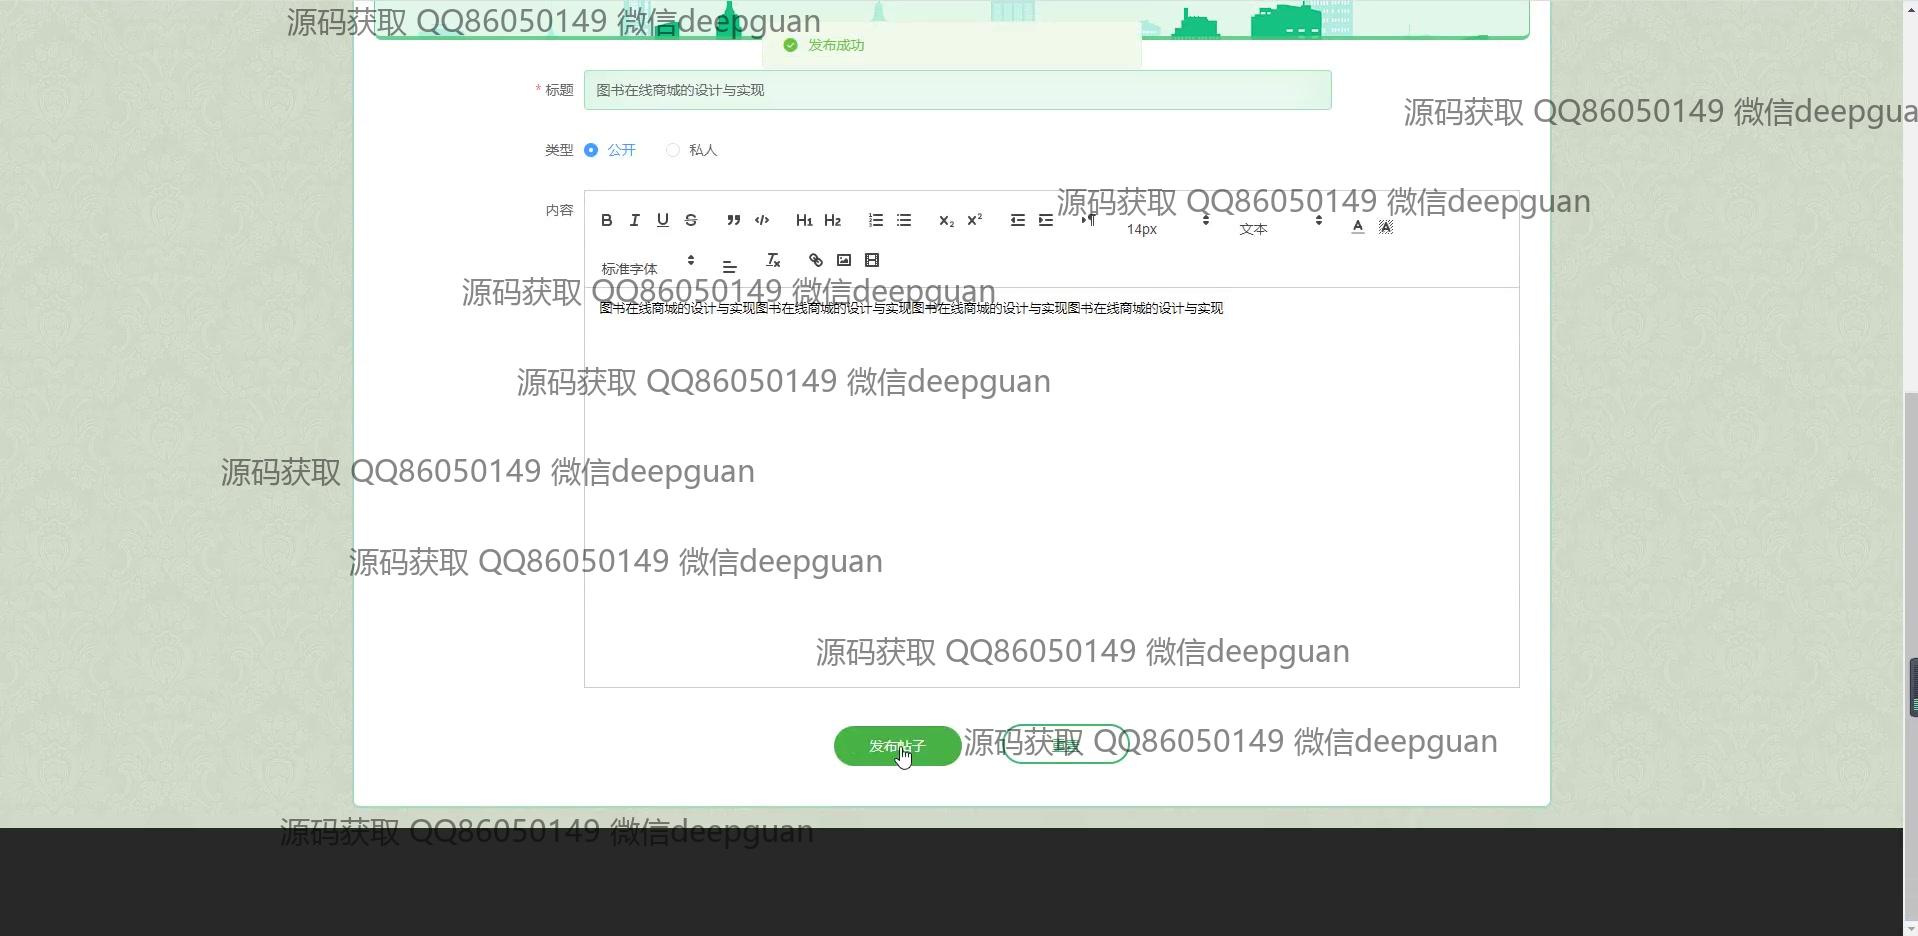 源码获取 QQ86050149 微信deepguan
发布成功
* 标题 图书在线商城的设计与实现
源码获取 QQ86050149 微信deepgua
类型 公开 私人
源码获取 QQ86050149 微信deepguan
内容 B I U S H1 H2 X2 X2 14px 文本 A A
标准字体 Tx
源码获取 QQ86050149 微信deepguan
图书在线商城的设计与实现图书在线商城的设计与实现图书在线商城的设计与实现图书在线商城的设计与实现
源码获取 QQ86050149 微信deepguan
源码获取 QQ86050149 微信deepguan
源码获取 QQ86050149 微信deepguan
源码获取 QQ86050149 微信deepguan
发布帖子 重置
源码获取 QQ86050149 微信deepguan
源码获取 QQ86050149 微信deepguan